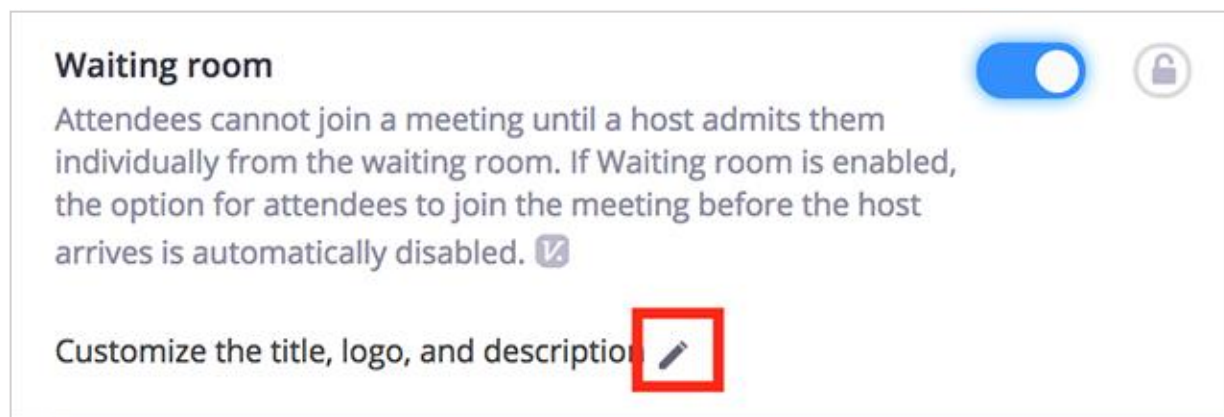 Waiting room
Attendees cannot join a meeting until a host admits them
individually from the waiting room. If Waiting room is enabled,
the option for attendees to join the meeting before the host
arrives is automatically disabled.
Customize the title, logo, and description